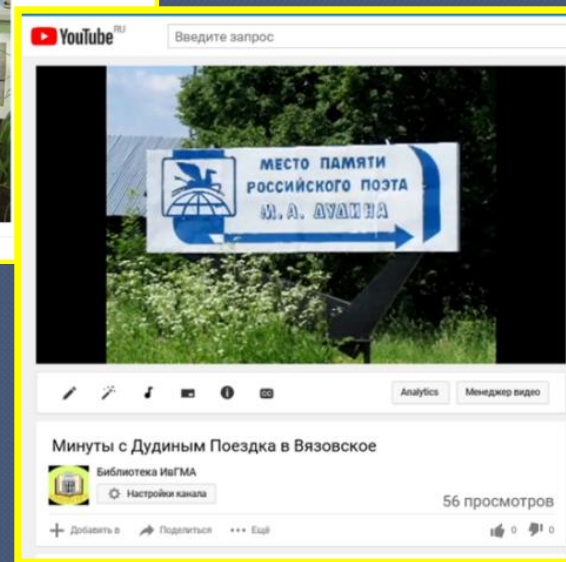 YouTube RU
Введите запрос
МЕСТО ПАМЯТИ
РОССИЙСКОГО ПОЭТА
М. А. ДУДИНА
CC
Analytics
Менеджер видео
Минуты с Дудиным Поездка в Вязовское
Библиотека ИвГМА
Настройки канала
56 просмотров
Добавить в
Поделиться
Ещё
0
0